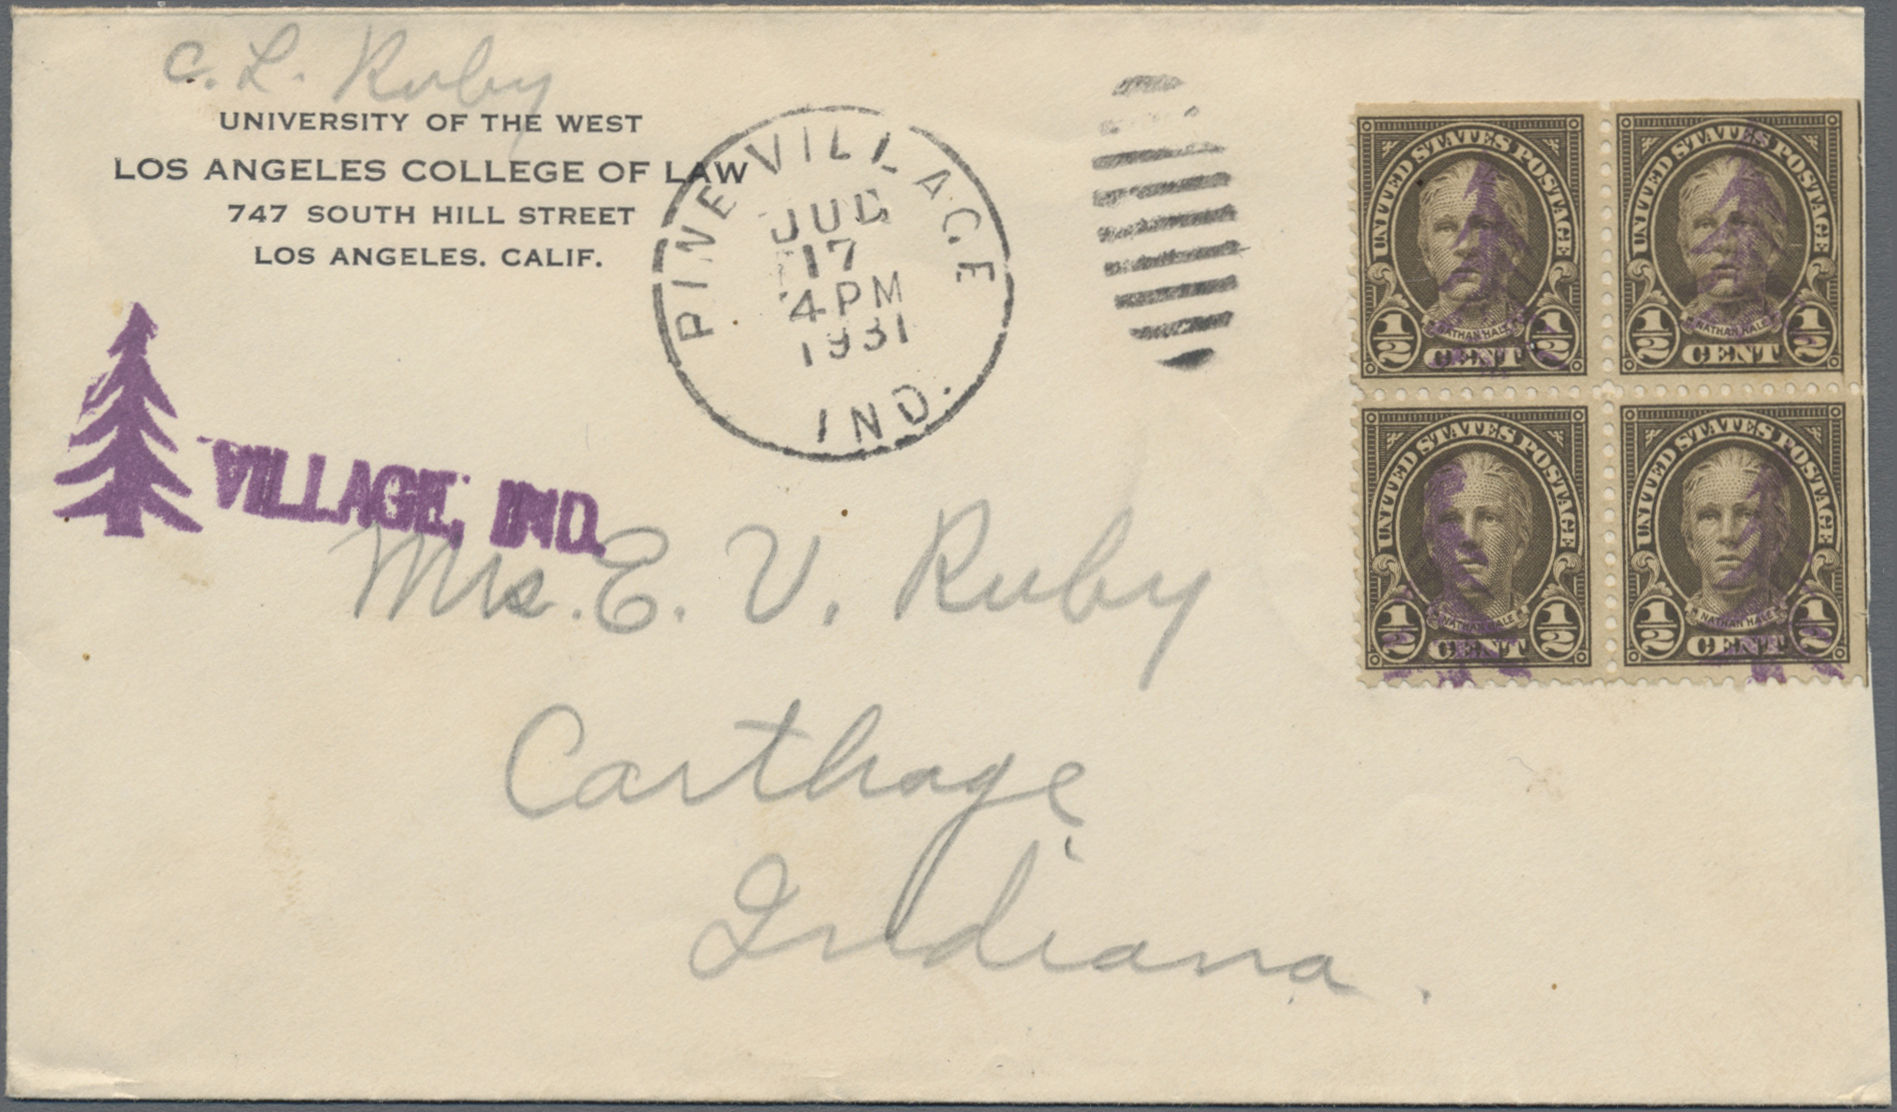 C. L. Ruby
UNIVERSITY OF THE WEST
LOS ANGELES COLLEGE OF LAW
747 SOUTH HILL STREET
LOS ANGELES. CALIF.
PINE VILLAGE
JUL
17
4 PM
1931
IND.
UNITED STATES POSTAGE
NATHAN HALE
1/2 CENT 1/2
UNITED STATES POSTAGE
NATHAN HALE
1/2 CENT 1/2
UNITED STATES POSTAGE
NATHAN HALE
1/2 CENT 1/2
UNITED STATES POSTAGE
NATHAN HALE
1/2 CENT 1/2
VILLAGE, IND.
Mrs. E. V. Ruby
Carthage
Indiana.